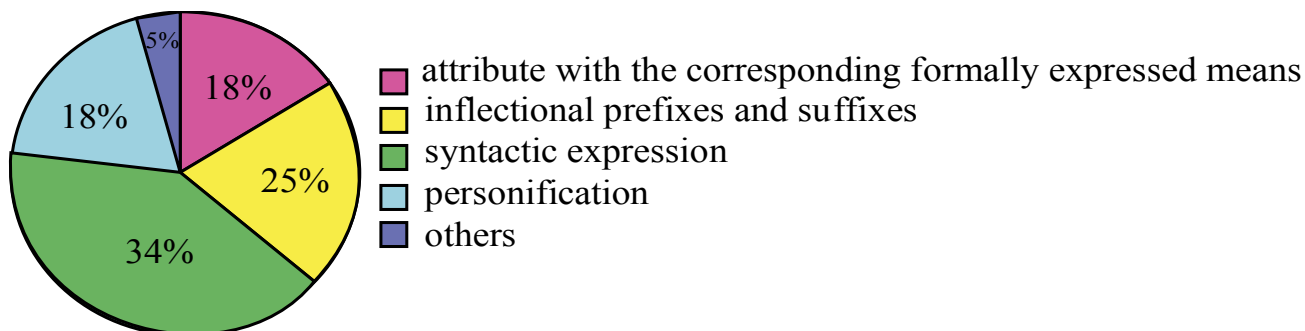 5%
18%
18%
25%
34%
attribute with the corresponding formally expressed means
inflectional prefixes and suffixes
syntactic expression
personification
others